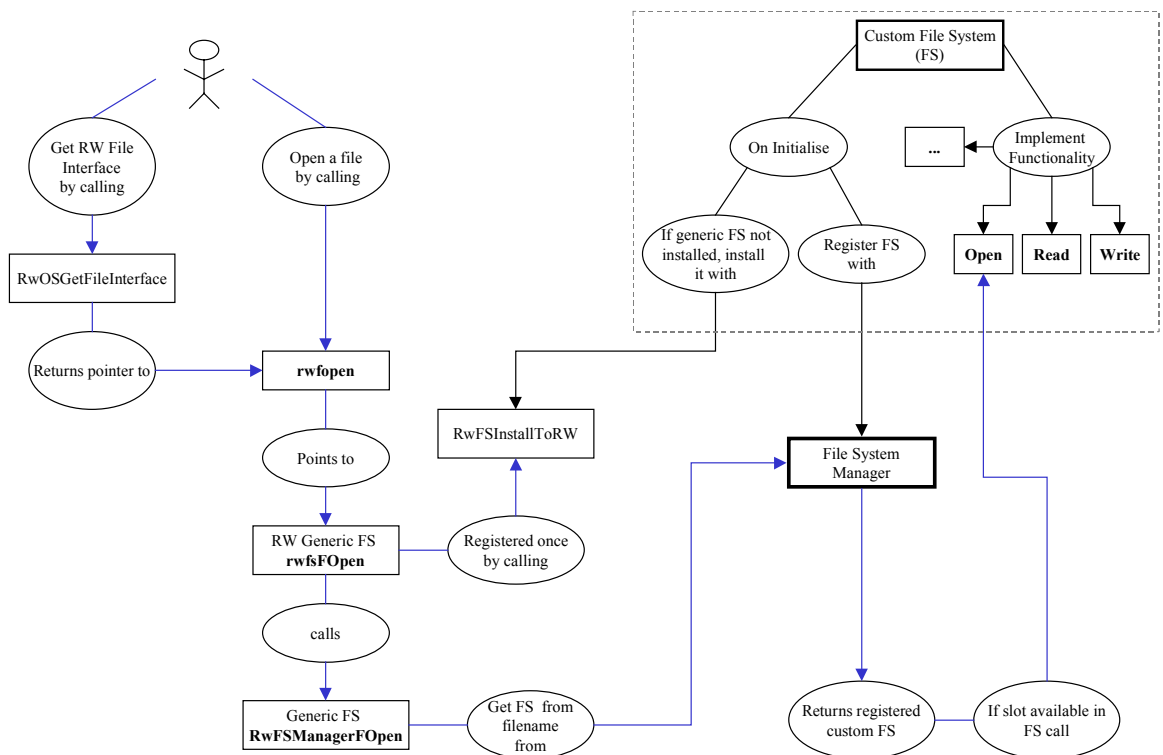 Custom File System
(FS)
Get RW File
Interface
by calling
Open a file
by calling
On Initialise
...
Implement
Functionality
If generic FS not
installed, install
it with
Register FS
with
Open
Read
Write
RwOSGetFileInterface
Returns pointer to
rwfopen
RwFSInstallToRW
Points to
File System
Manager
RW Generic FS
rwfsFOpen
Registered once
by calling
calls
Generic FS
RwFSManagerFOpen
Get FS from
filename
from
Returns registered
custom FS
If slot available in
FS call